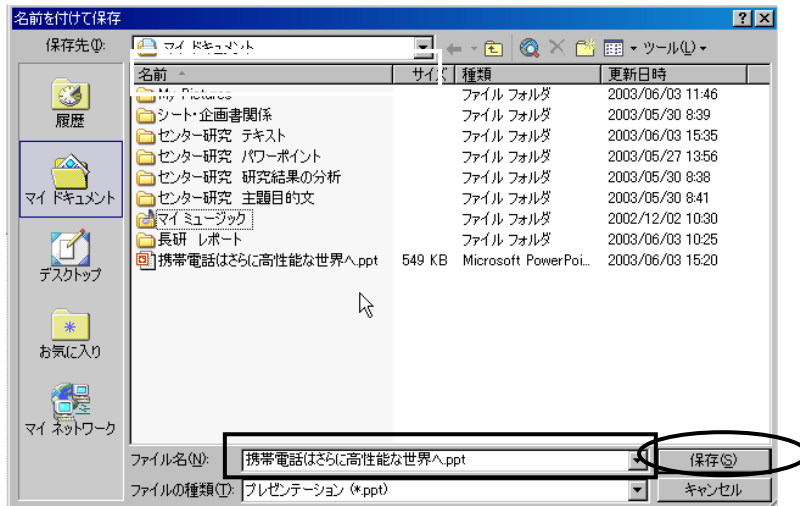 名前を付けて保存
保存先(I): マイ ドキュメント ツール(L)
名前 サイズ 種類 更新日時
My Pictures ファイル フォルダ 2003/06/03 11:46
シート・企画書関係 ファイル フォルダ 2003/05/30 8:39
センター研究 テキスト ファイル フォルダ 2003/06/03 15:35
センター研究 パワーポイント ファイル フォルダ 2003/05/27 13:56
センター研究 研究結果の分析 ファイル フォルダ 2003/05/30 8:38
センター研究 主題目的文 ファイル フォルダ 2003/05/30 8:41
マイ ミュージック ファイル フォルダ 2002/12/02 10:30
長研 レポート ファイル フォルダ 2003/06/03 10:25
携帯電話はさらに高性能な世界へ.ppt 549 KB Microsoft PowerPoi... 2003/06/03 15:20
履歴
マイ ドキュメント
デスクトップ
お気に入り
マイ ネットワーク
ファイル名(N): 携帯電話はさらに高性能な世界へ.ppt 保存(S)
ファイルの種類(T): プレゼンテーション (*.ppt) キャンセル